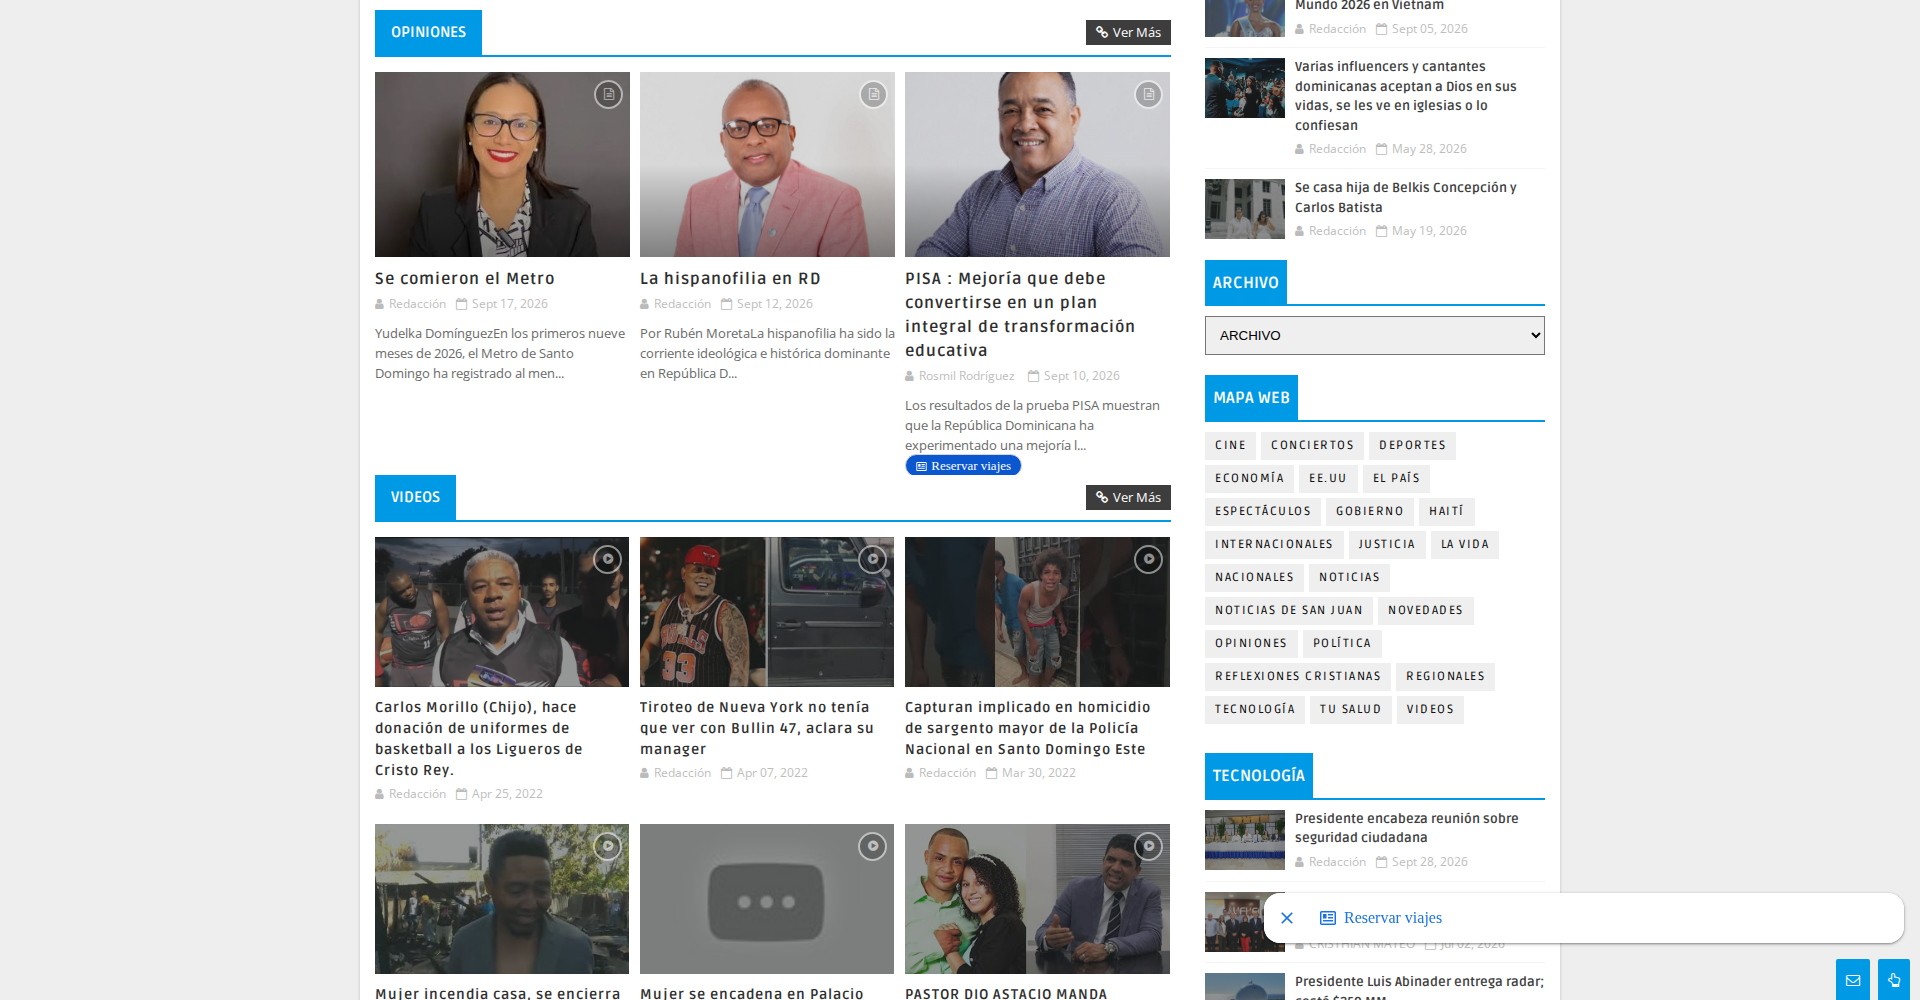 OPINIONES
Ver Más
Se comieron el Metro
Redacción Sept 17, 2026
Yudelka DomínguezEn los primeros nueve
meses de 2026, el Metro de Santo
Domingo ha registrado al men...
La hispanofilia en RD
Redacción Sept 12, 2026
Por Rubén MoretaLa hispanofilia ha sido la
corriente ideológica e histórica dominante
en República D...
PISA : Mejoría que debe
convertirse en un plan
integral de transformación
educativa
Rosmil Rodríguez Sept 10, 2026
Los resultados de la prueba PISA muestran
que la República Dominicana ha
experimentado una mejoría l...
Reservar viajes
VIDEOS
Ver Más
Carlos Morillo (Chijo), hace
donación de uniformes de
basketball a los Ligueros de
Cristo Rey.
Redacción Apr 25, 2022
Tiroteo de Nueva York no tenía
que ver con Bullin 47, aclara su
manager
Redacción Apr 07, 2022
Capturan implicado en homicidio
de sargento mayor de la Policía
Nacional en Santo Domingo Este
Redacción Mar 30, 2022
Mujer incendia casa, se encierra
Mujer se encadena en Palacio
PASTOR DIO ASTACIO MANDA
Mundo 2026 en Vietnam
Redacción Sept 05, 2026
Varias influencers y cantantes
dominicanas aceptan a Dios en sus
vidas, se les ve en iglesias o lo
confiesan
Redacción May 28, 2026
Se casa hija de Belkis Concepción y
Carlos Batista
Redacción May 19, 2026
ARCHIVO
ARCHIVO
MAPA WEB
CINE CONCIERTOS DEPORTES
ECONOMÍA EE.UU EL PAÍS
ESPECTÁCULOS GOBIERNO HAITÍ
INTERNACIONALES JUSTICIA LA VIDA
NACIONALES NOTICIAS
NOTICIAS DE SAN JUAN NOVEDADES
OPINIONES POLÍTICA
REFLEXIONES CRISTIANAS REGIONALES
TECNOLOGÍA TU SALUD VIDEOS
TECNOLOGÍA
Presidente encabeza reunión sobre
seguridad ciudadana
Redacción Sept 28, 2026
Reservar viajes
CRISTHIAN MATEO Jul 02, 2026
Presidente Luis Abinader entrega radar;
costó $350 MM